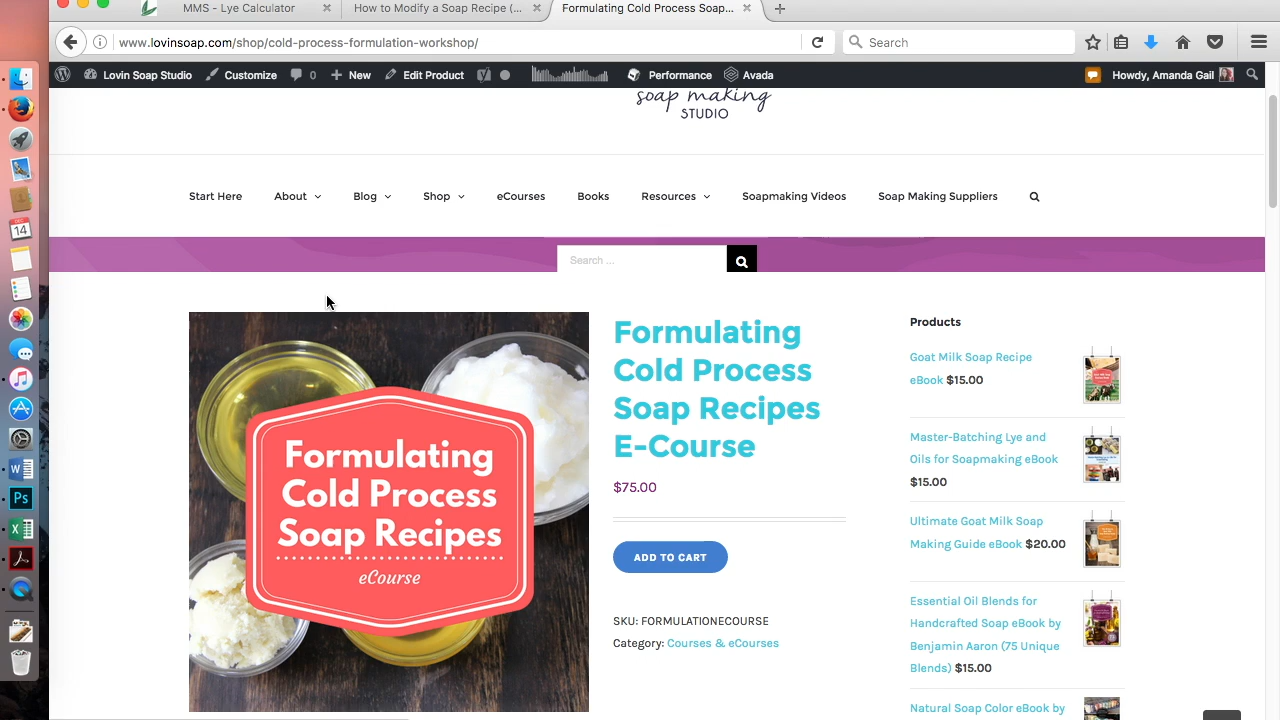 MMS - Lye Calculator
How to Modify a Soap Recipe (...
Formulating Cold Process Soap...
www.lovinsoap.com/shop/cold-process-formulation-workshop/
Search
Lovin Soap Studio
Customize
0
New
Edit Product
Performance
Avada
Howdy, Amanda Gail
soap making
STUDIO
Start Here
About
Blog
Shop
eCourses
Books
Resources
Soapmaking Videos
Soap Making Suppliers
Search ...
DEC
14
W
Ps
Formulating
Cold Process
Soap Recipes
eCourse
Formulating
Cold Process
Soap Recipes
E-Course
$75.00
ADD TO CART
SKU: FORMULATIONECOURSE
Category: Courses & eCourses
Products
Goat Milk Soap Recipe
eBook $15.00
Master-Batching Lye and
Oils for Soapmaking eBook
$15.00
Ultimate Goat Milk Soap
Making Guide eBook $20.00
Essential Oil Blends for
Handcrafted Soap eBook by
Benjamin Aaron (75 Unique
Blends) $15.00
Natural Soap Color eBook by